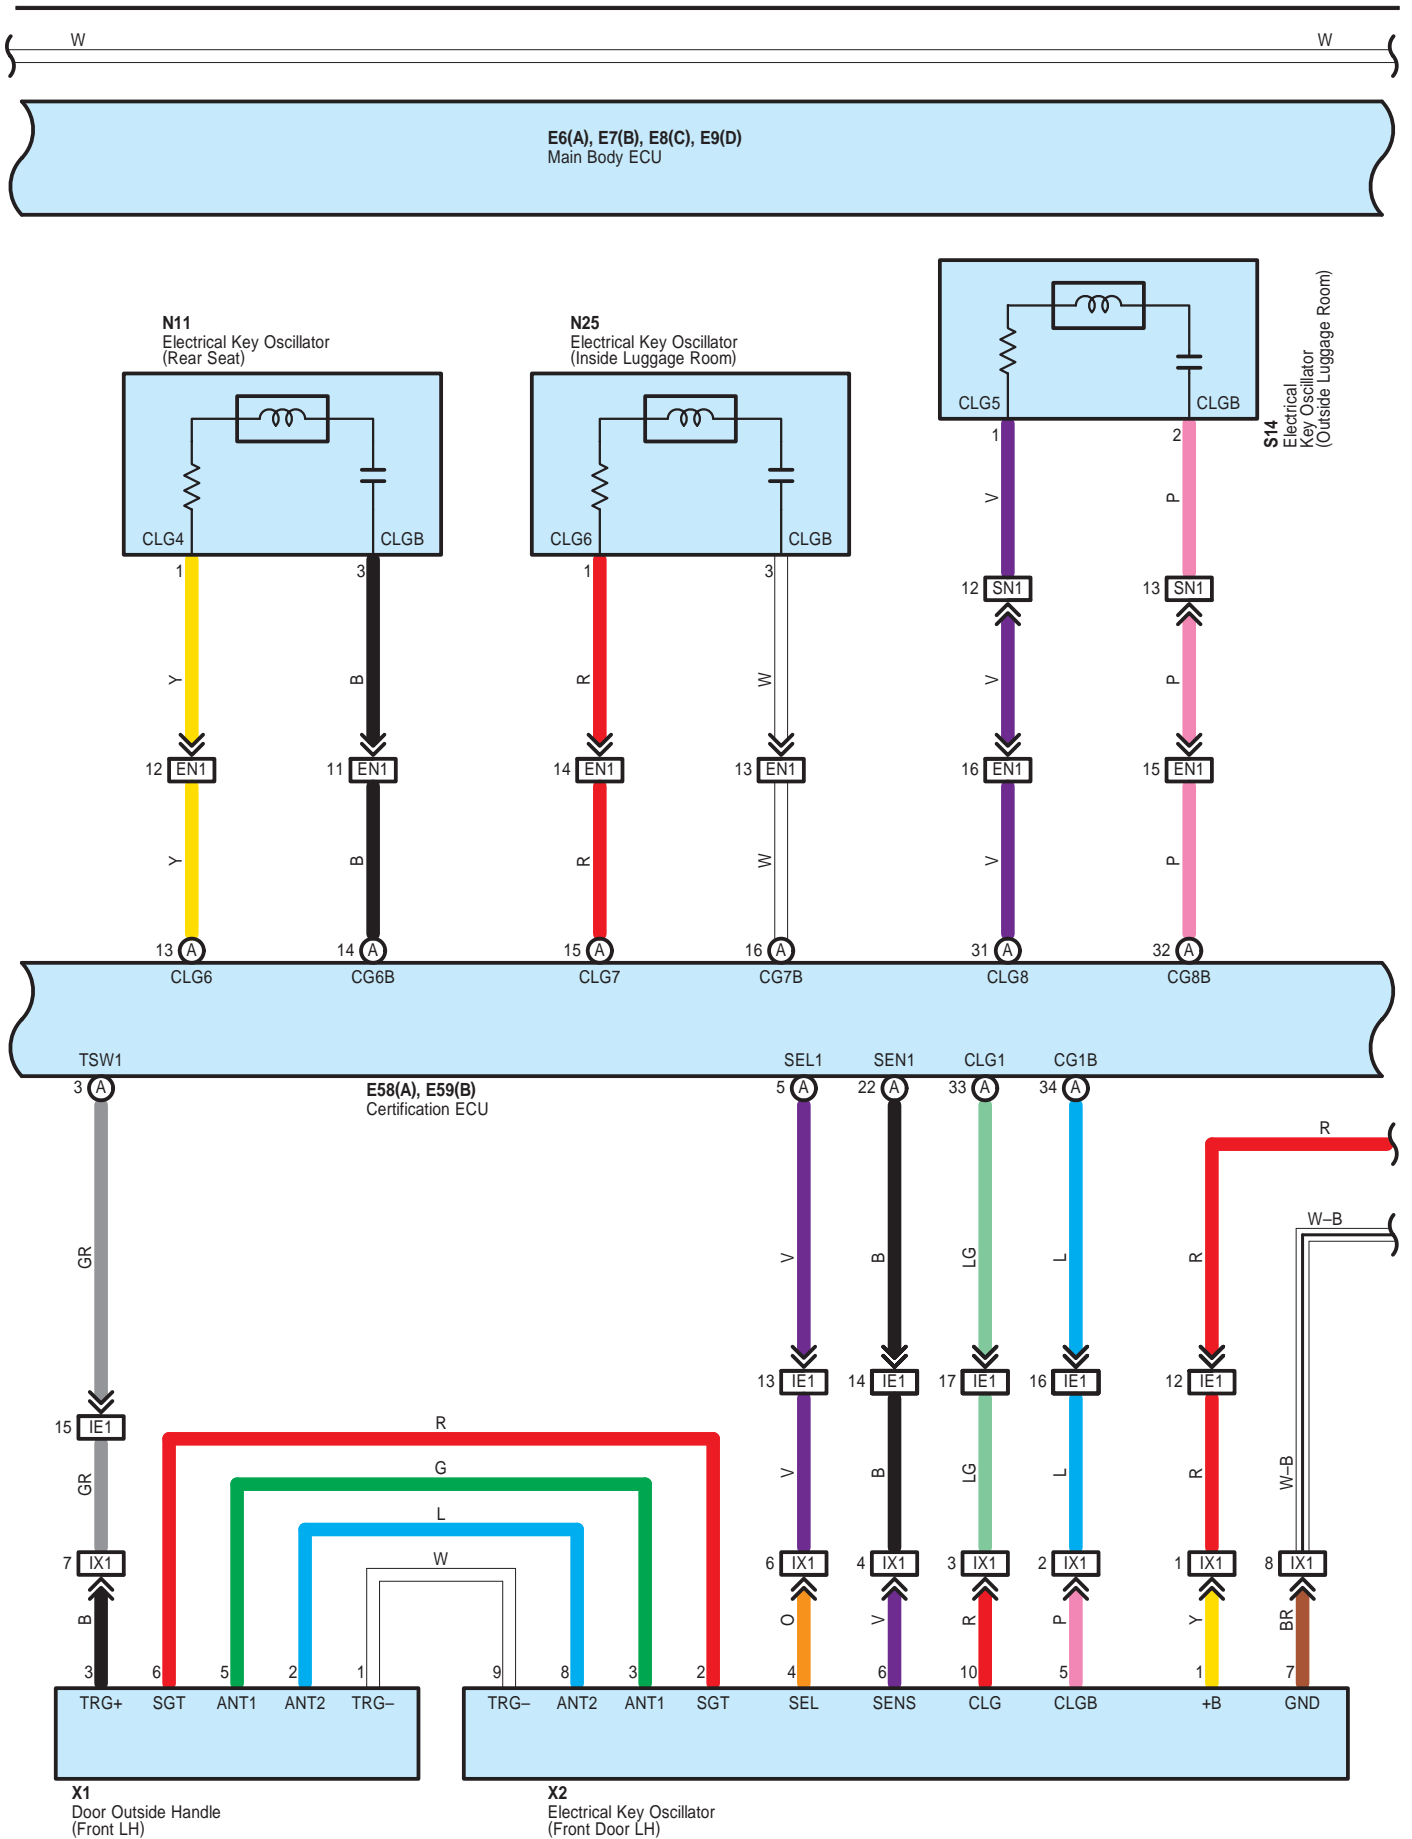 W W
E6(A), E7(B), E8(C), E9(D)
Main Body ECU
N11
Electrical Key Oscillator
(Rear Seat)
N25
Electrical Key Oscillator
(Inside Luggage Room)
S14
Electrical
Key Oscillator
(Outside Luggage Room)
CLG5 CLGB
1 2
V P
CLG4 CLGB CLG6 CLGB
1 3 1 3
12 SN1 13 SN1
Y B R W V P
12 EN1 11 EN1 14 EN1 13 EN1 16 EN1 15 EN1
Y B R W V P
13 A 14 A 15 A 16 A 31 A 32 A
CLG6 CG6B CLG7 CG7B CLG8 CG8B
TSW1 SEL1 SEN1 CLG1 CG1B
3 A 5 A 22 A 33 A 34 A
E58(A), E59(B)
Certification ECU
R
W–B
GR V B LG L R
13 IE1 14 IE1 17 IE1 16 IE1 12 IE1
15 IE1
R
G
L
W
GR V B LG L R W–B
7 IX1 6 IX1 4 IX1 3 IX1 2 IX1 1 IX1 8 IX1
B O V R P Y BR
3 6 5 2 1 9 8 3 2 4 6 10 5 1 7
TRG+ SGT ANT1 ANT2 TRG– TRG– ANT2 ANT1 SGT SEL SENS CLG CLGB +B GND
X1
Door Outside Handle
(Front LH)
X2
Electrical Key Oscillator
(Front Door LH)